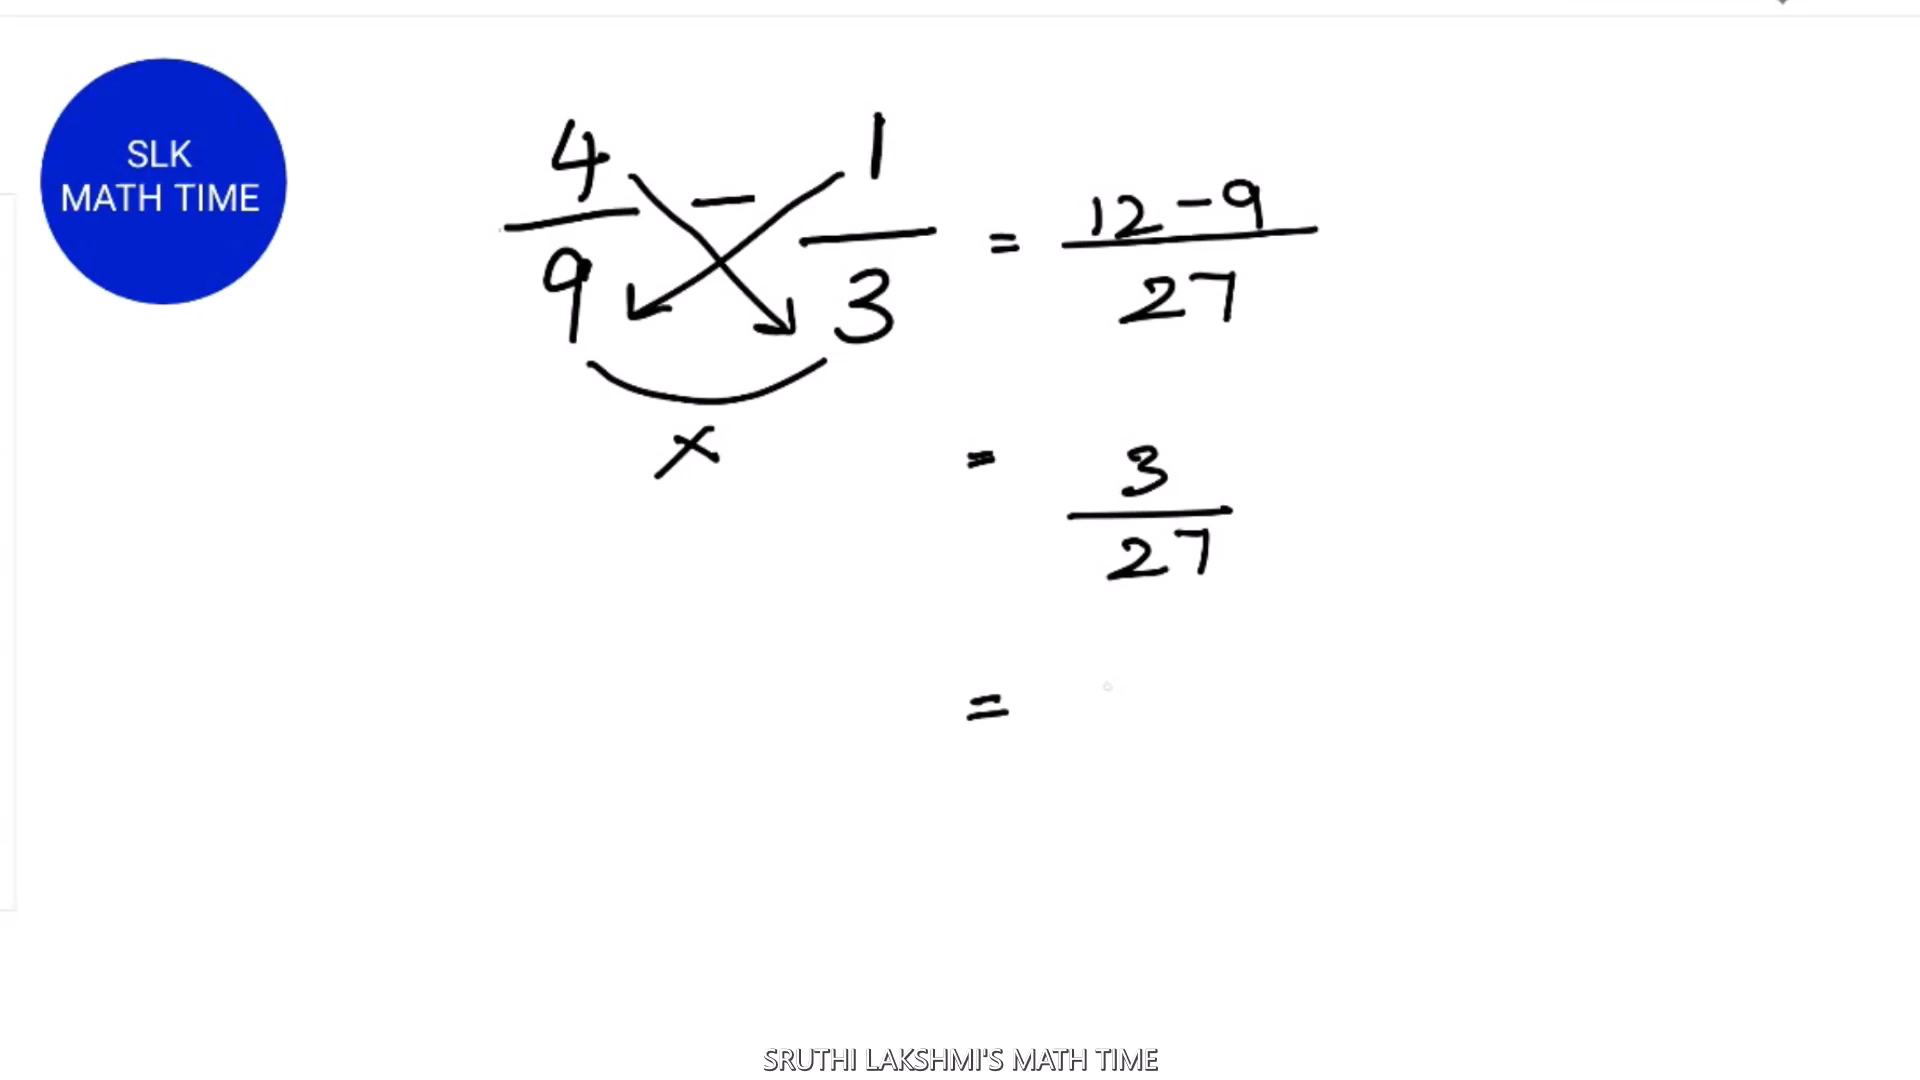 SLK
MATH TIME
4/9 - 1/3 = 12-9/27
×
= 3/27
=
SRUTHI LAKSHMI'S MATH TIME